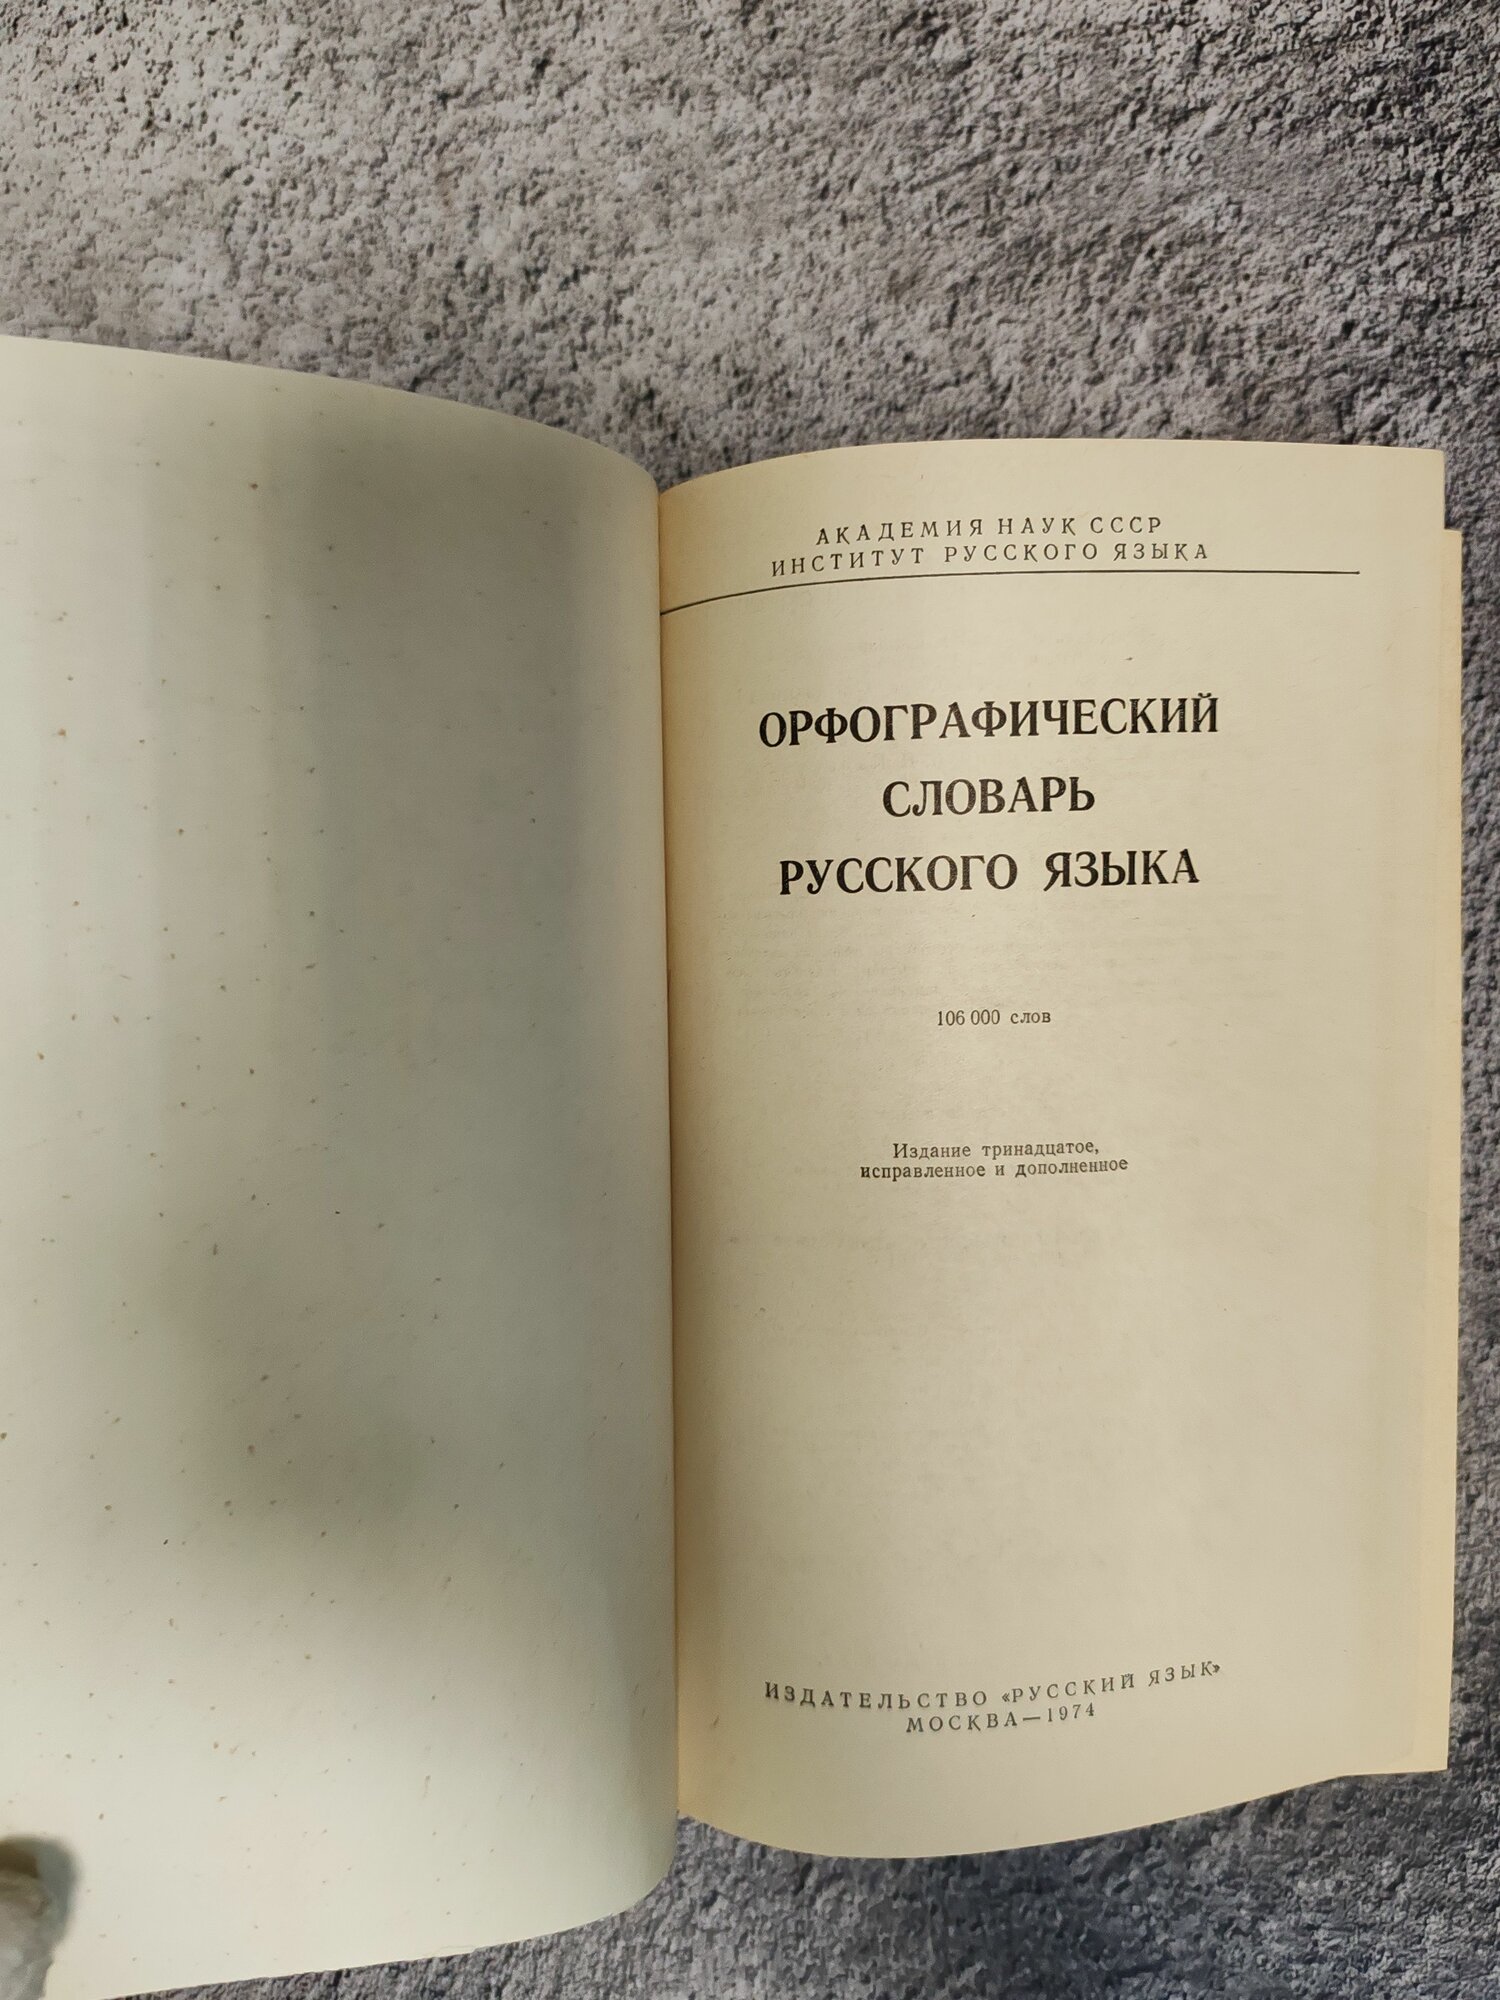 АКАДЕМИЯ НАУК СССР
ИНСТИТУТ РУССКОГО ЯЗЫКА
ОРФОГРАФИЧЕСКИЙ
СЛОВАРЬ
РУССКОГО ЯЗЫКА
106 000 слов
Издание тринадцатое,
исправленное и дополненное
ИЗДАТЕЛЬСТВО «РУССКИЙ ЯЗЫК»
МОСКВА—1974